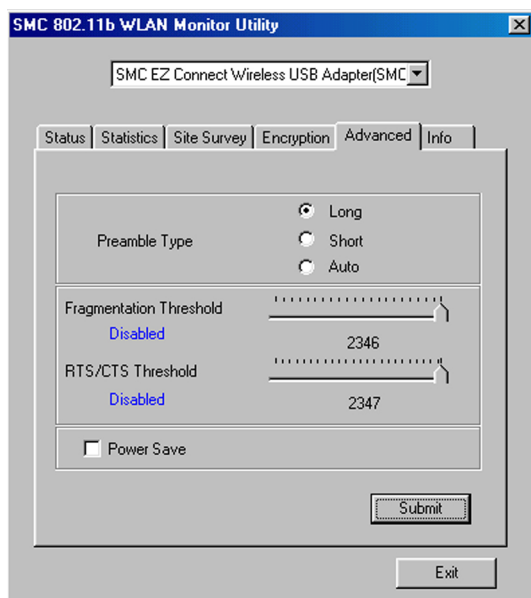 SMC 802.11b WLAN Monitor Utility
SMC EZ Connect Wireless USB Adapter(SMC
Status Statistics Site Survey Encryption Advanced Info
Preamble Type
Long
Short
Auto
Fragmentation Threshold
Disabled
2346
RTS/CTS Threshold
Disabled
2347
Power Save
Submit
Exit